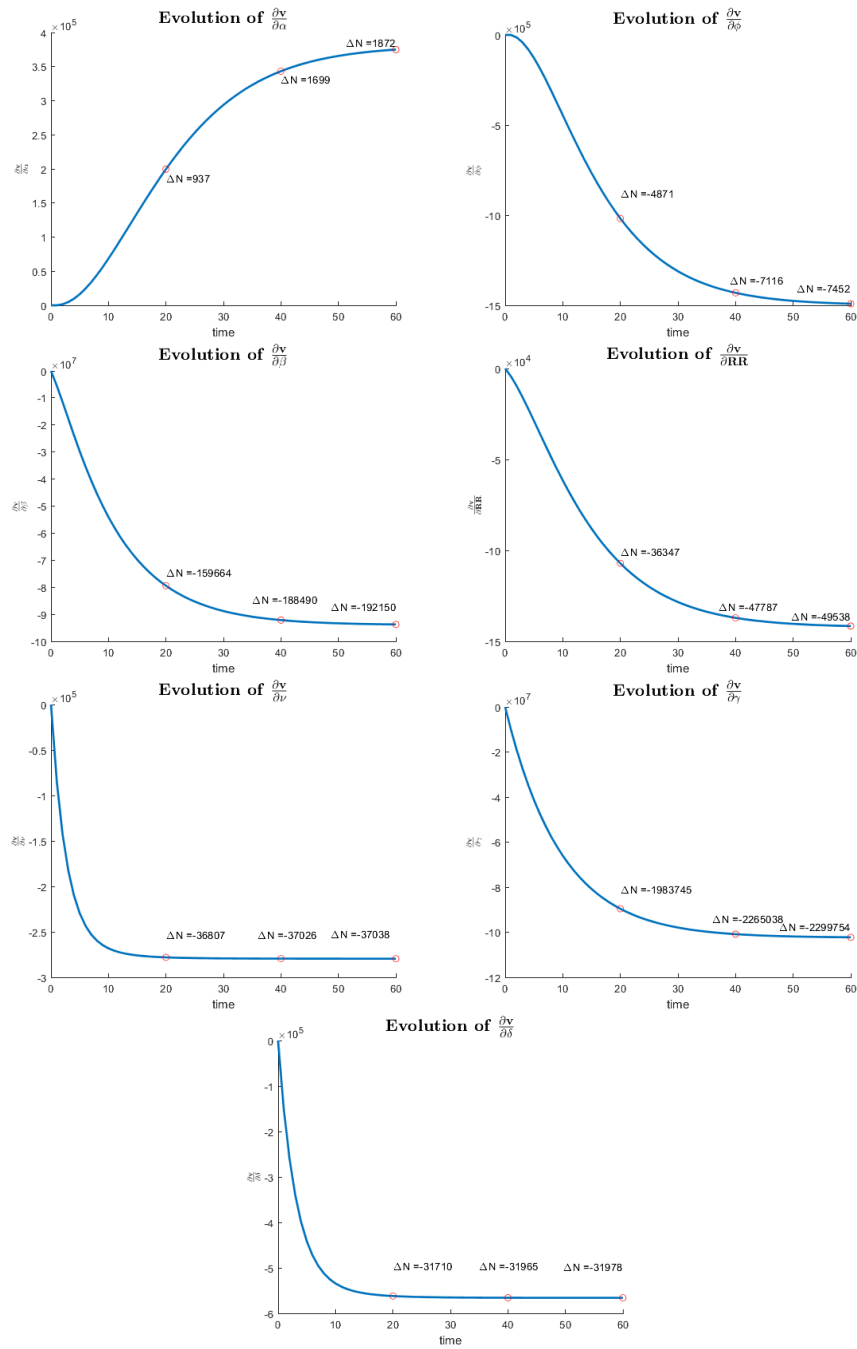 Evolution of ∂v/∂α
×10^5
4
3.5
3
2.5
2
1.5
1
0.5
0
∂v/∂α
ΔN =937
ΔN =1699
ΔN =1872
0 10 20 30 40 50 60
time
Evolution of ∂v/∂ϕ
×10^5
0
-5
-10
-15
∂v/∂ϕ
ΔN =-4871
ΔN =-7116
ΔN =-7452
0 10 20 30 40 50 60
time
Evolution of ∂v/∂β
×10^7
0
-1
-2
-3
-4
-5
-6
-7
-8
-9
-10
∂v/∂β
ΔN =-159664
ΔN =-188490
ΔN =-192150
0 10 20 30 40 50 60
time
Evolution of ∂v/∂RR
×10^4
0
-5
-10
-15
∂v/∂RR
ΔN =-36347
ΔN =-47787
ΔN =-49538
0 10 20 30 40 50 60
time
Evolution of ∂v/∂ν
×10^5
0
-0.5
-1
-1.5
-2
-2.5
-3
∂v/∂ν
ΔN =-36807
ΔN =-37026
ΔN =-37038
0 10 20 30 40 50 60
time
Evolution of ∂v/∂γ
×10^7
0
-2
-4
-6
-8
-10
-12
∂v/∂γ
ΔN =-1983745
ΔN =-2265038
ΔN =-2299754
0 10 20 30 40 50 60
time
Evolution of ∂v/∂δ
×10^5
0
-1
-2
-3
-4
-5
-6
∂v/∂δ
ΔN =-31710
ΔN =-31965
ΔN =-31978
0 10 20 30 40 50 60
time